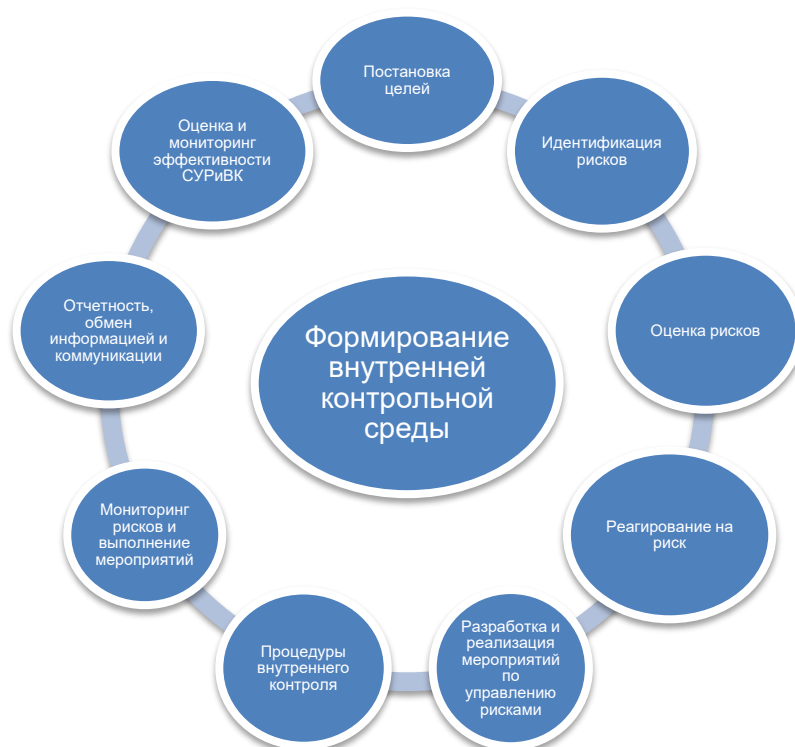 Постановка
целей
Идентификация
рисков
Оценка рисков
Реагирование на
риск
Разработка и
реализация
мероприятий
по
управлению
рисками
Процедуры
внутреннего
контроля
Мониторинг
рисков и
выполнение
мероприятий
Отчетность,
обмен
информацией и
коммуникации
Оценка и
мониторинг
эффективности
СУРиВК
Формирование
внутренней
контрольной
среды